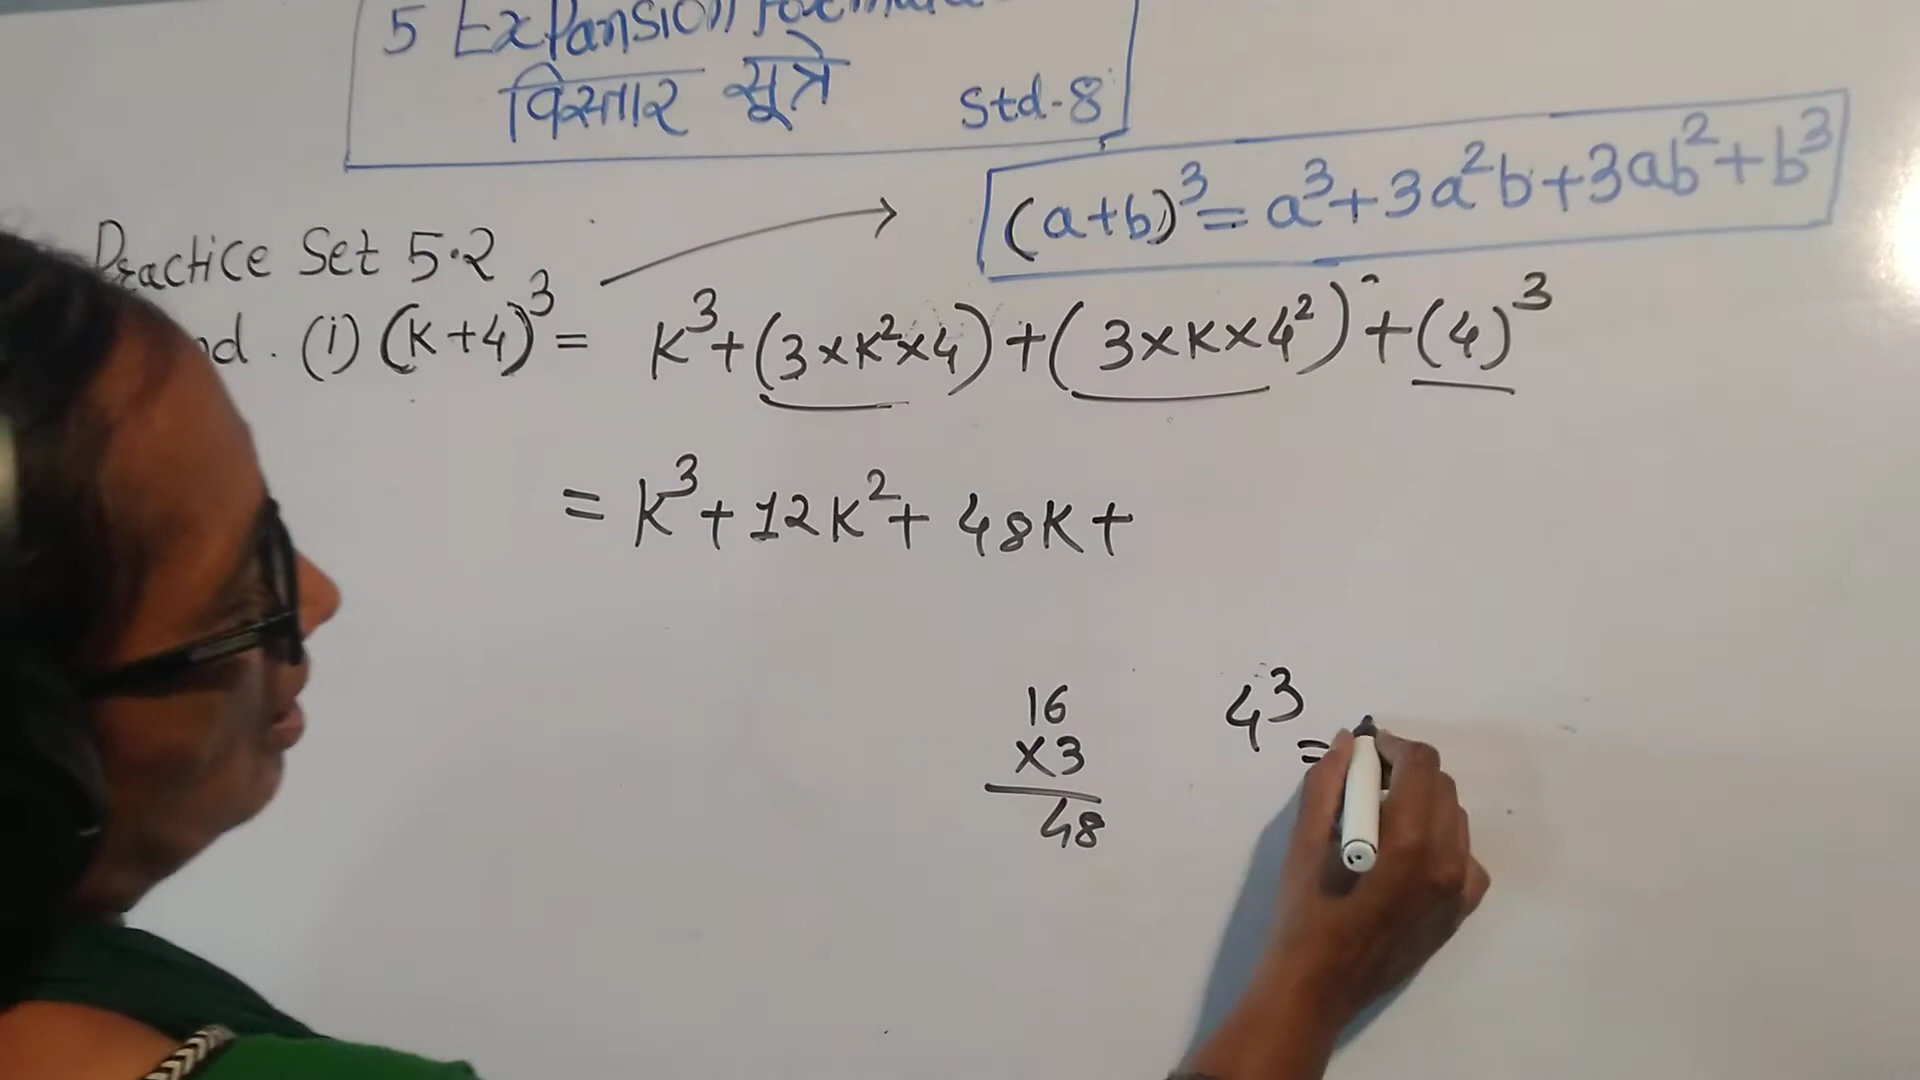 5 Expansion
विस्तार सूत्रे Std-8
(a+b)³= a³+3a²b+3ab²+b³
Practice Set 5.2
(i) (k+4)³ = k³+(3×k²×4)+(3×k×4²)+(4)³
= k³+12k²+48k+
16
×3
48
4³=